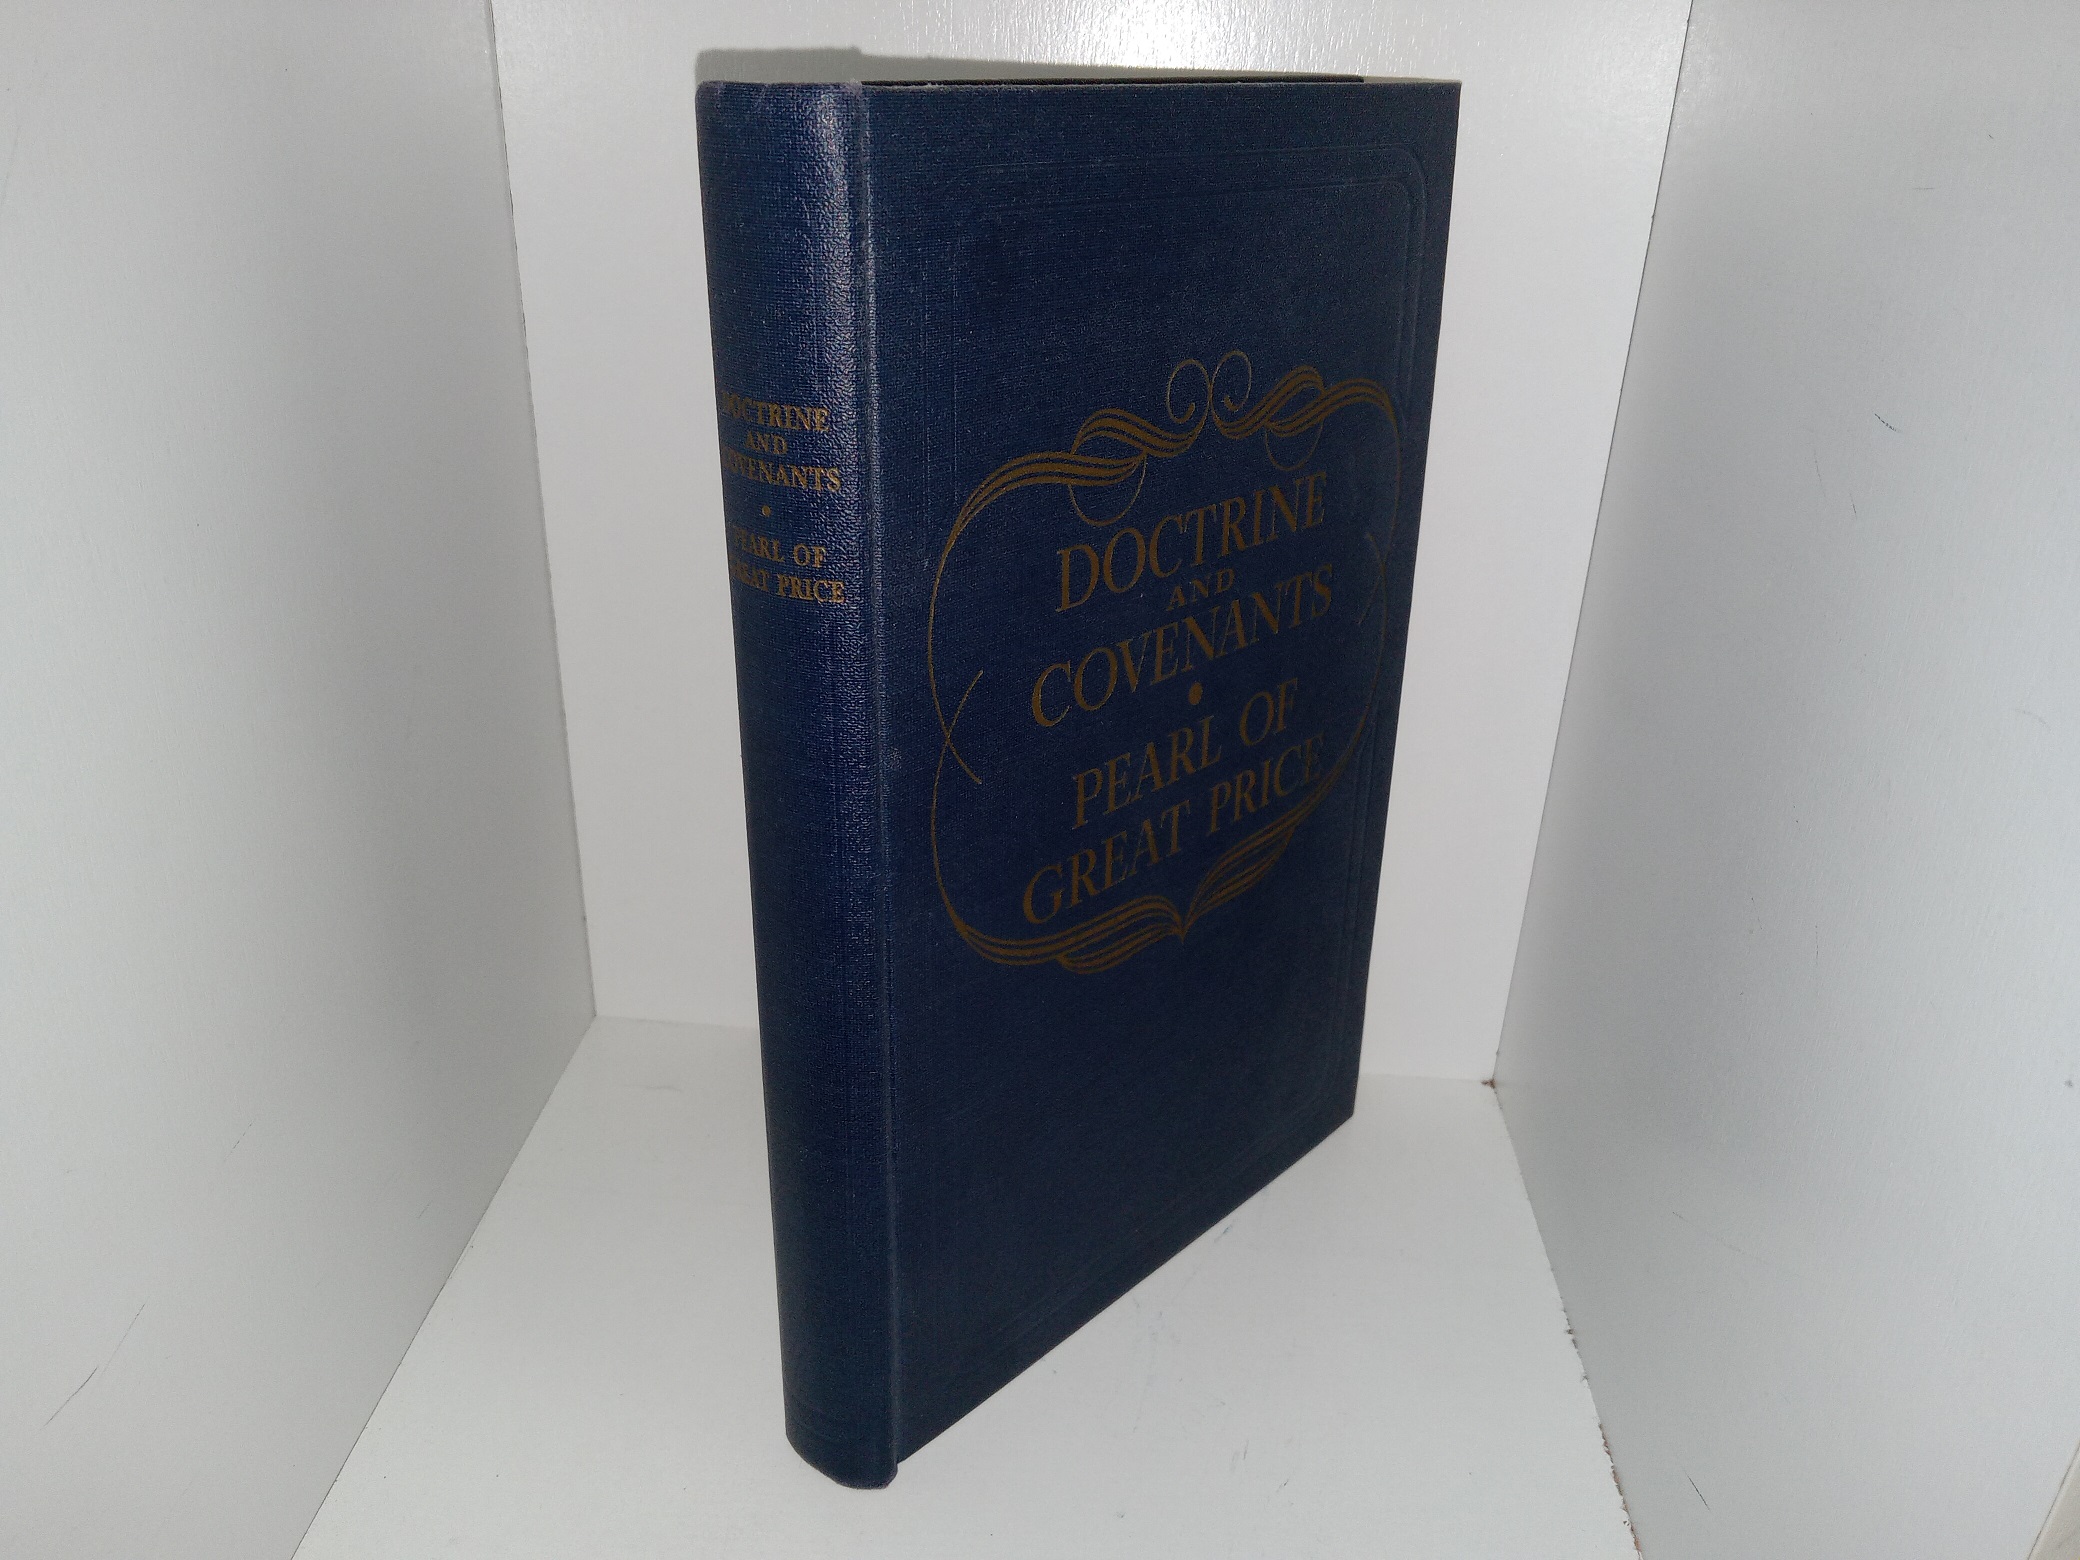 DOCTRINE
AND
COVENANTS
•
PEARL OF
GREAT PRICE
DOCTRINE
AND
COVENANTS
•
PEARL OF
GREAT PRICE